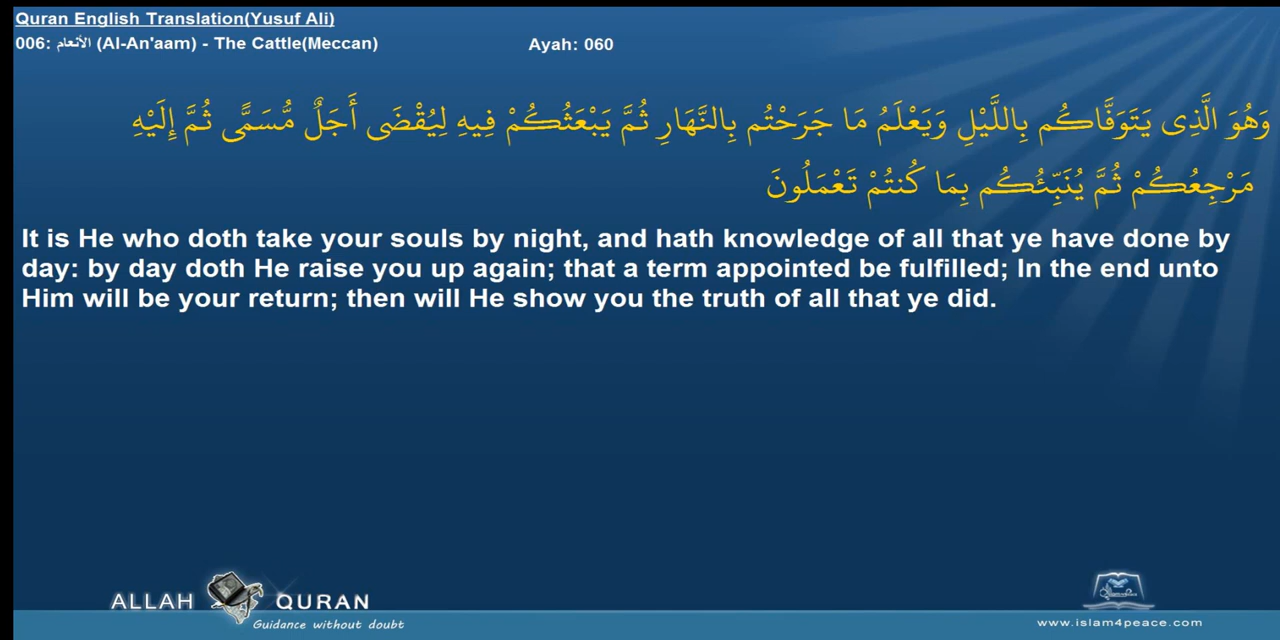 Quran English Translation(Yusuf Ali)
006: الأنعام (Al-An'aam) - The Cattle(Meccan)
Ayah: 060
وَهُوَ الَّذِى يَتَوَفَّاكُم بِاللَّيْلِ وَيَعْلَمُ مَا جَرَحْتُم بِالنَّهَارِ ثُمَّ يَبْعَثُكُمْ فِيهِ لِيُقْضَى أَجَلٌ مُّسَمًّى ثُمَّ إِلَيْهِ
مَرْجِعُكُمْ ثُمَّ يُنَبِّئُكُم بِمَا كُنتُمْ تَعْمَلُونَ
It is He who doth take your souls by night, and hath knowledge of all that ye have done by
day: by day doth He raise you up again; that a term appointed be fulfilled; In the end unto
Him will be your return; then will He show you the truth of all that ye did.
ALLAH QURAN
Guidance without doubt
www.islam4peace.com